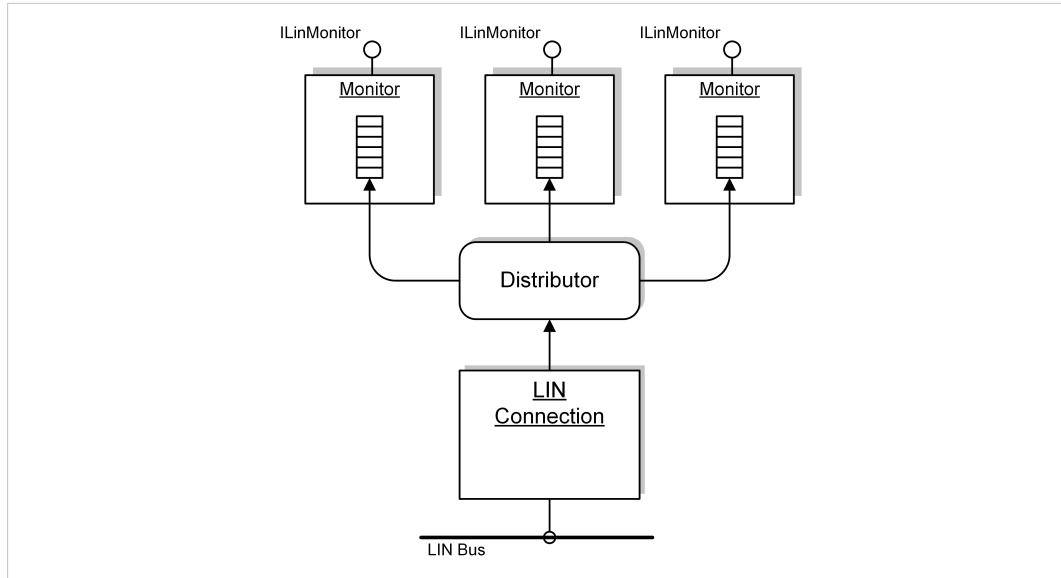 ILinMonitor ILinMonitor ILinMonitor
Monitor Monitor Monitor
Distributor
LIN
Connection
LIN Bus